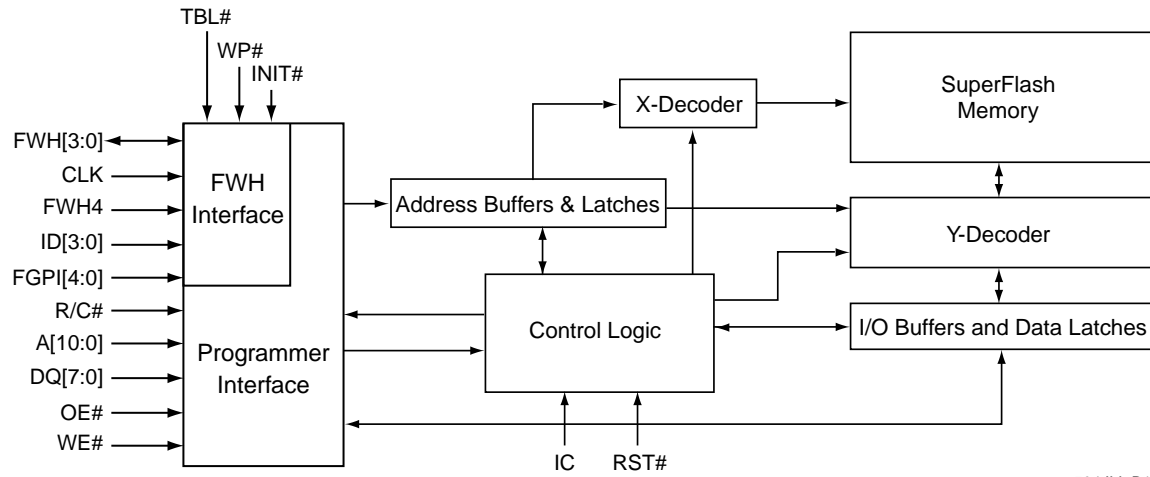 TBL#
WP#
INIT#
FWH[3:0]
CLK
FWH4
ID[3:0]
FGPI[4:0]
R/C#
A[10:0]
DQ[7:0]
OE#
WE#
FWH
Interface
Programmer
Interface
Address Buffers & Latches
X-Decoder
SuperFlash
Memory
Y-Decoder
Control Logic
I/O Buffers and Data Latches
IC
RST#